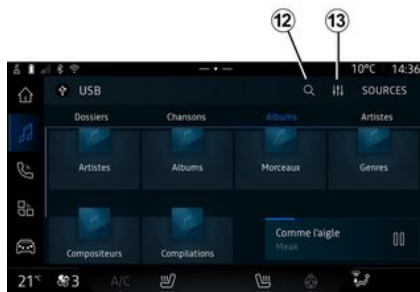 12 13
10°C 14:36
USB SOURCES
Dossiers Chansons Albums Artistes
Artistes Albums Morceaux Genres
Comme l'aigle
Meak
Compositeurs Compilations
21°C 3 A/C